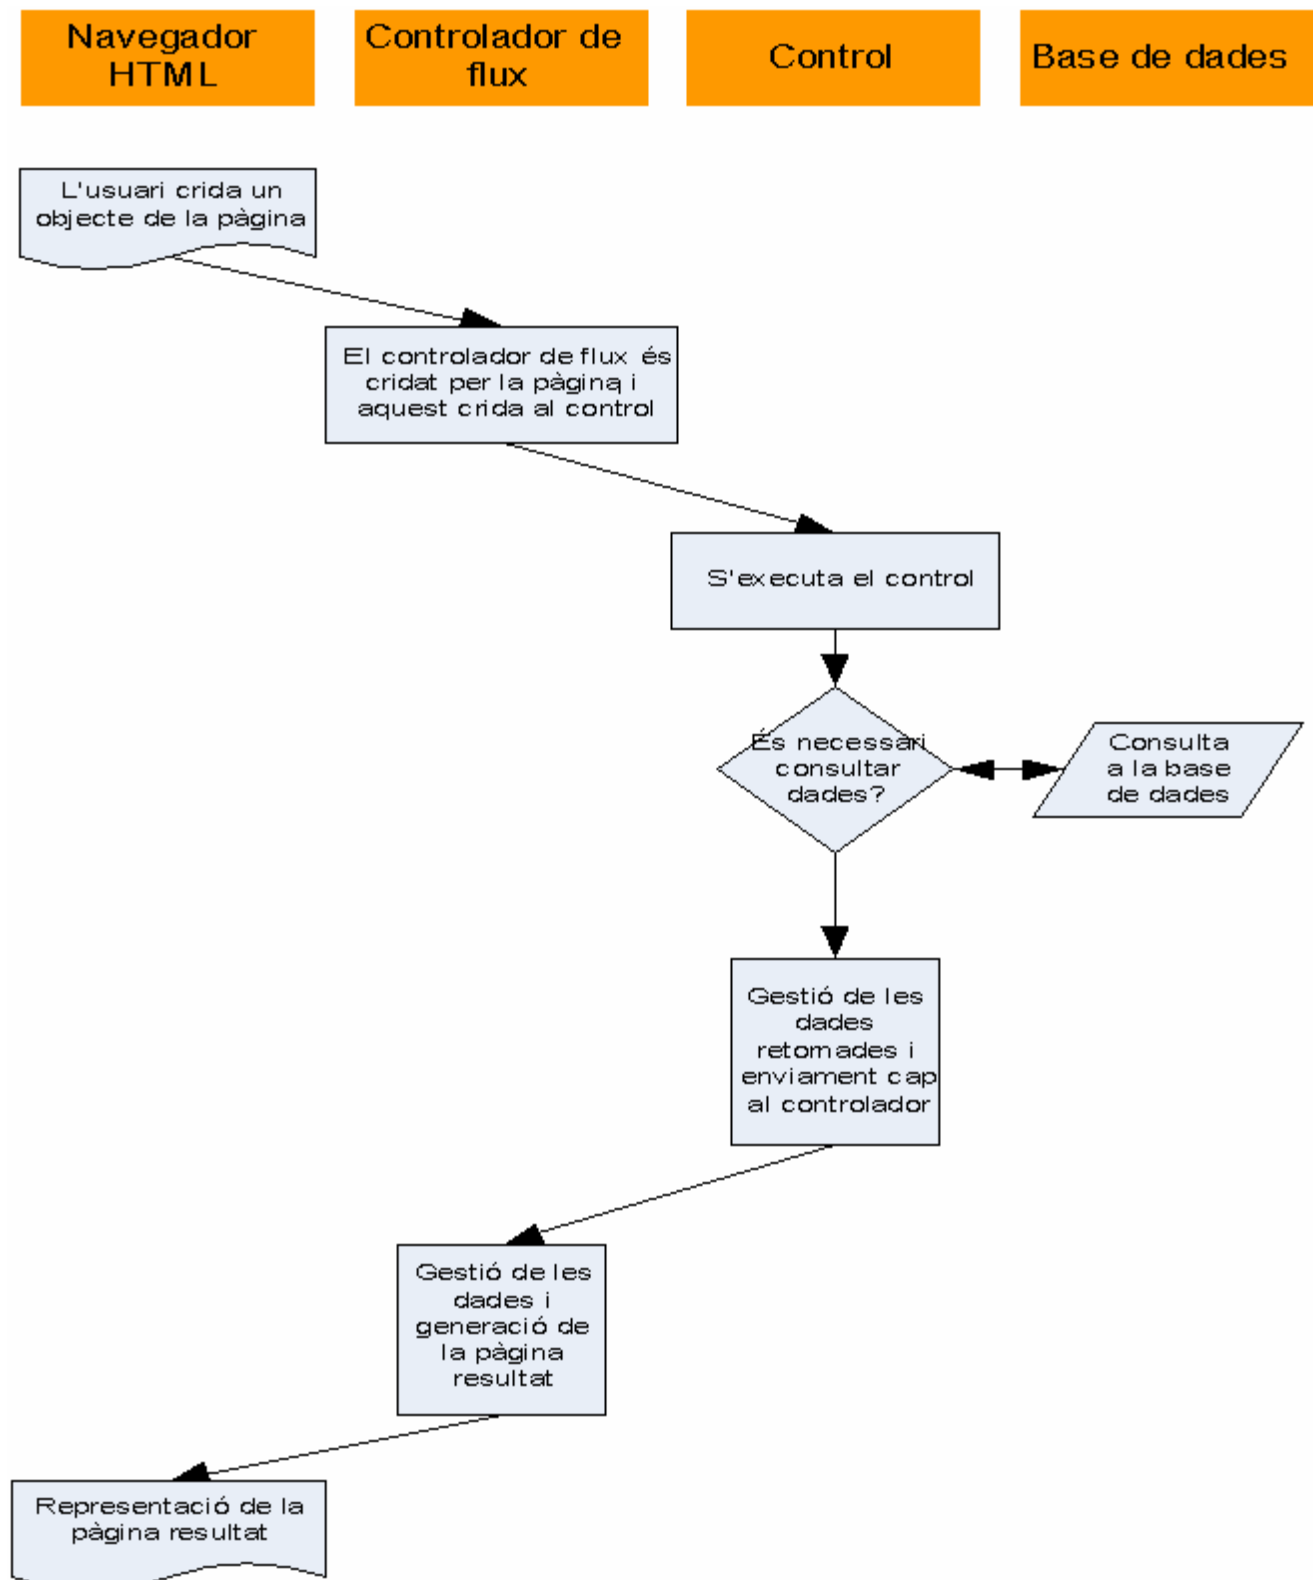 Navegador
HTML
Controlador de
flux
Control
Base de dades
L'usuari crida un
objecte de la pàgina
El controlador de flux és
cridat per la pàgina i
aquest crida al control
S'executa el control
És necessari
consultar
dades?
Consulta
a la base
de dades
Gestió de les
dades
retornades i
enviament cap
al controlador
Gestió de les
dades i
generació de
la pàgina
resultat
Representació de la
pàgina resultat